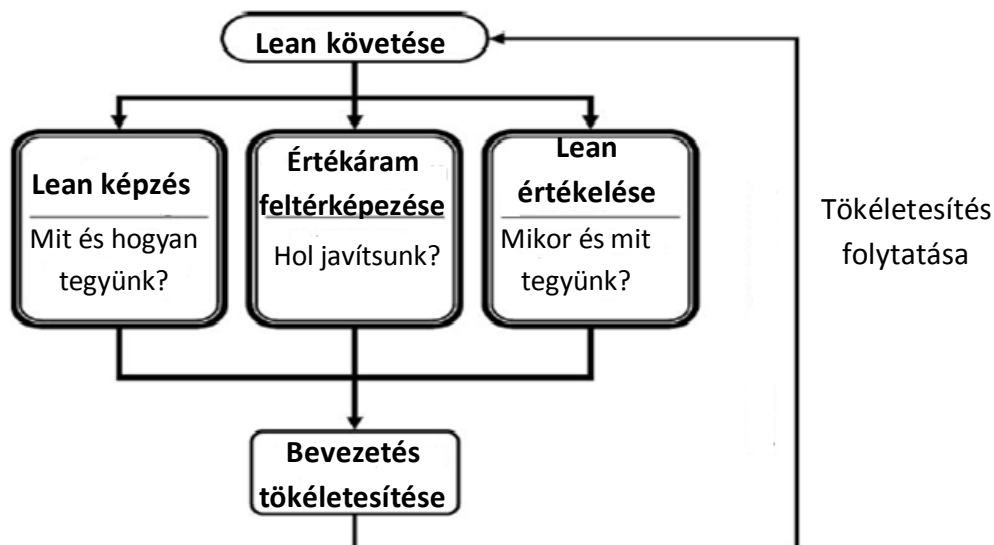 Lean követése
Lean képzés
Mit és hogyan
tegyünk?
Értékáram
feltérképezése
Hol javítsunk?
Lean
értékelése
Mikor és mit
tegyünk?
Tökéletesítés
folytatása
Bevezetés
tökéletesítése